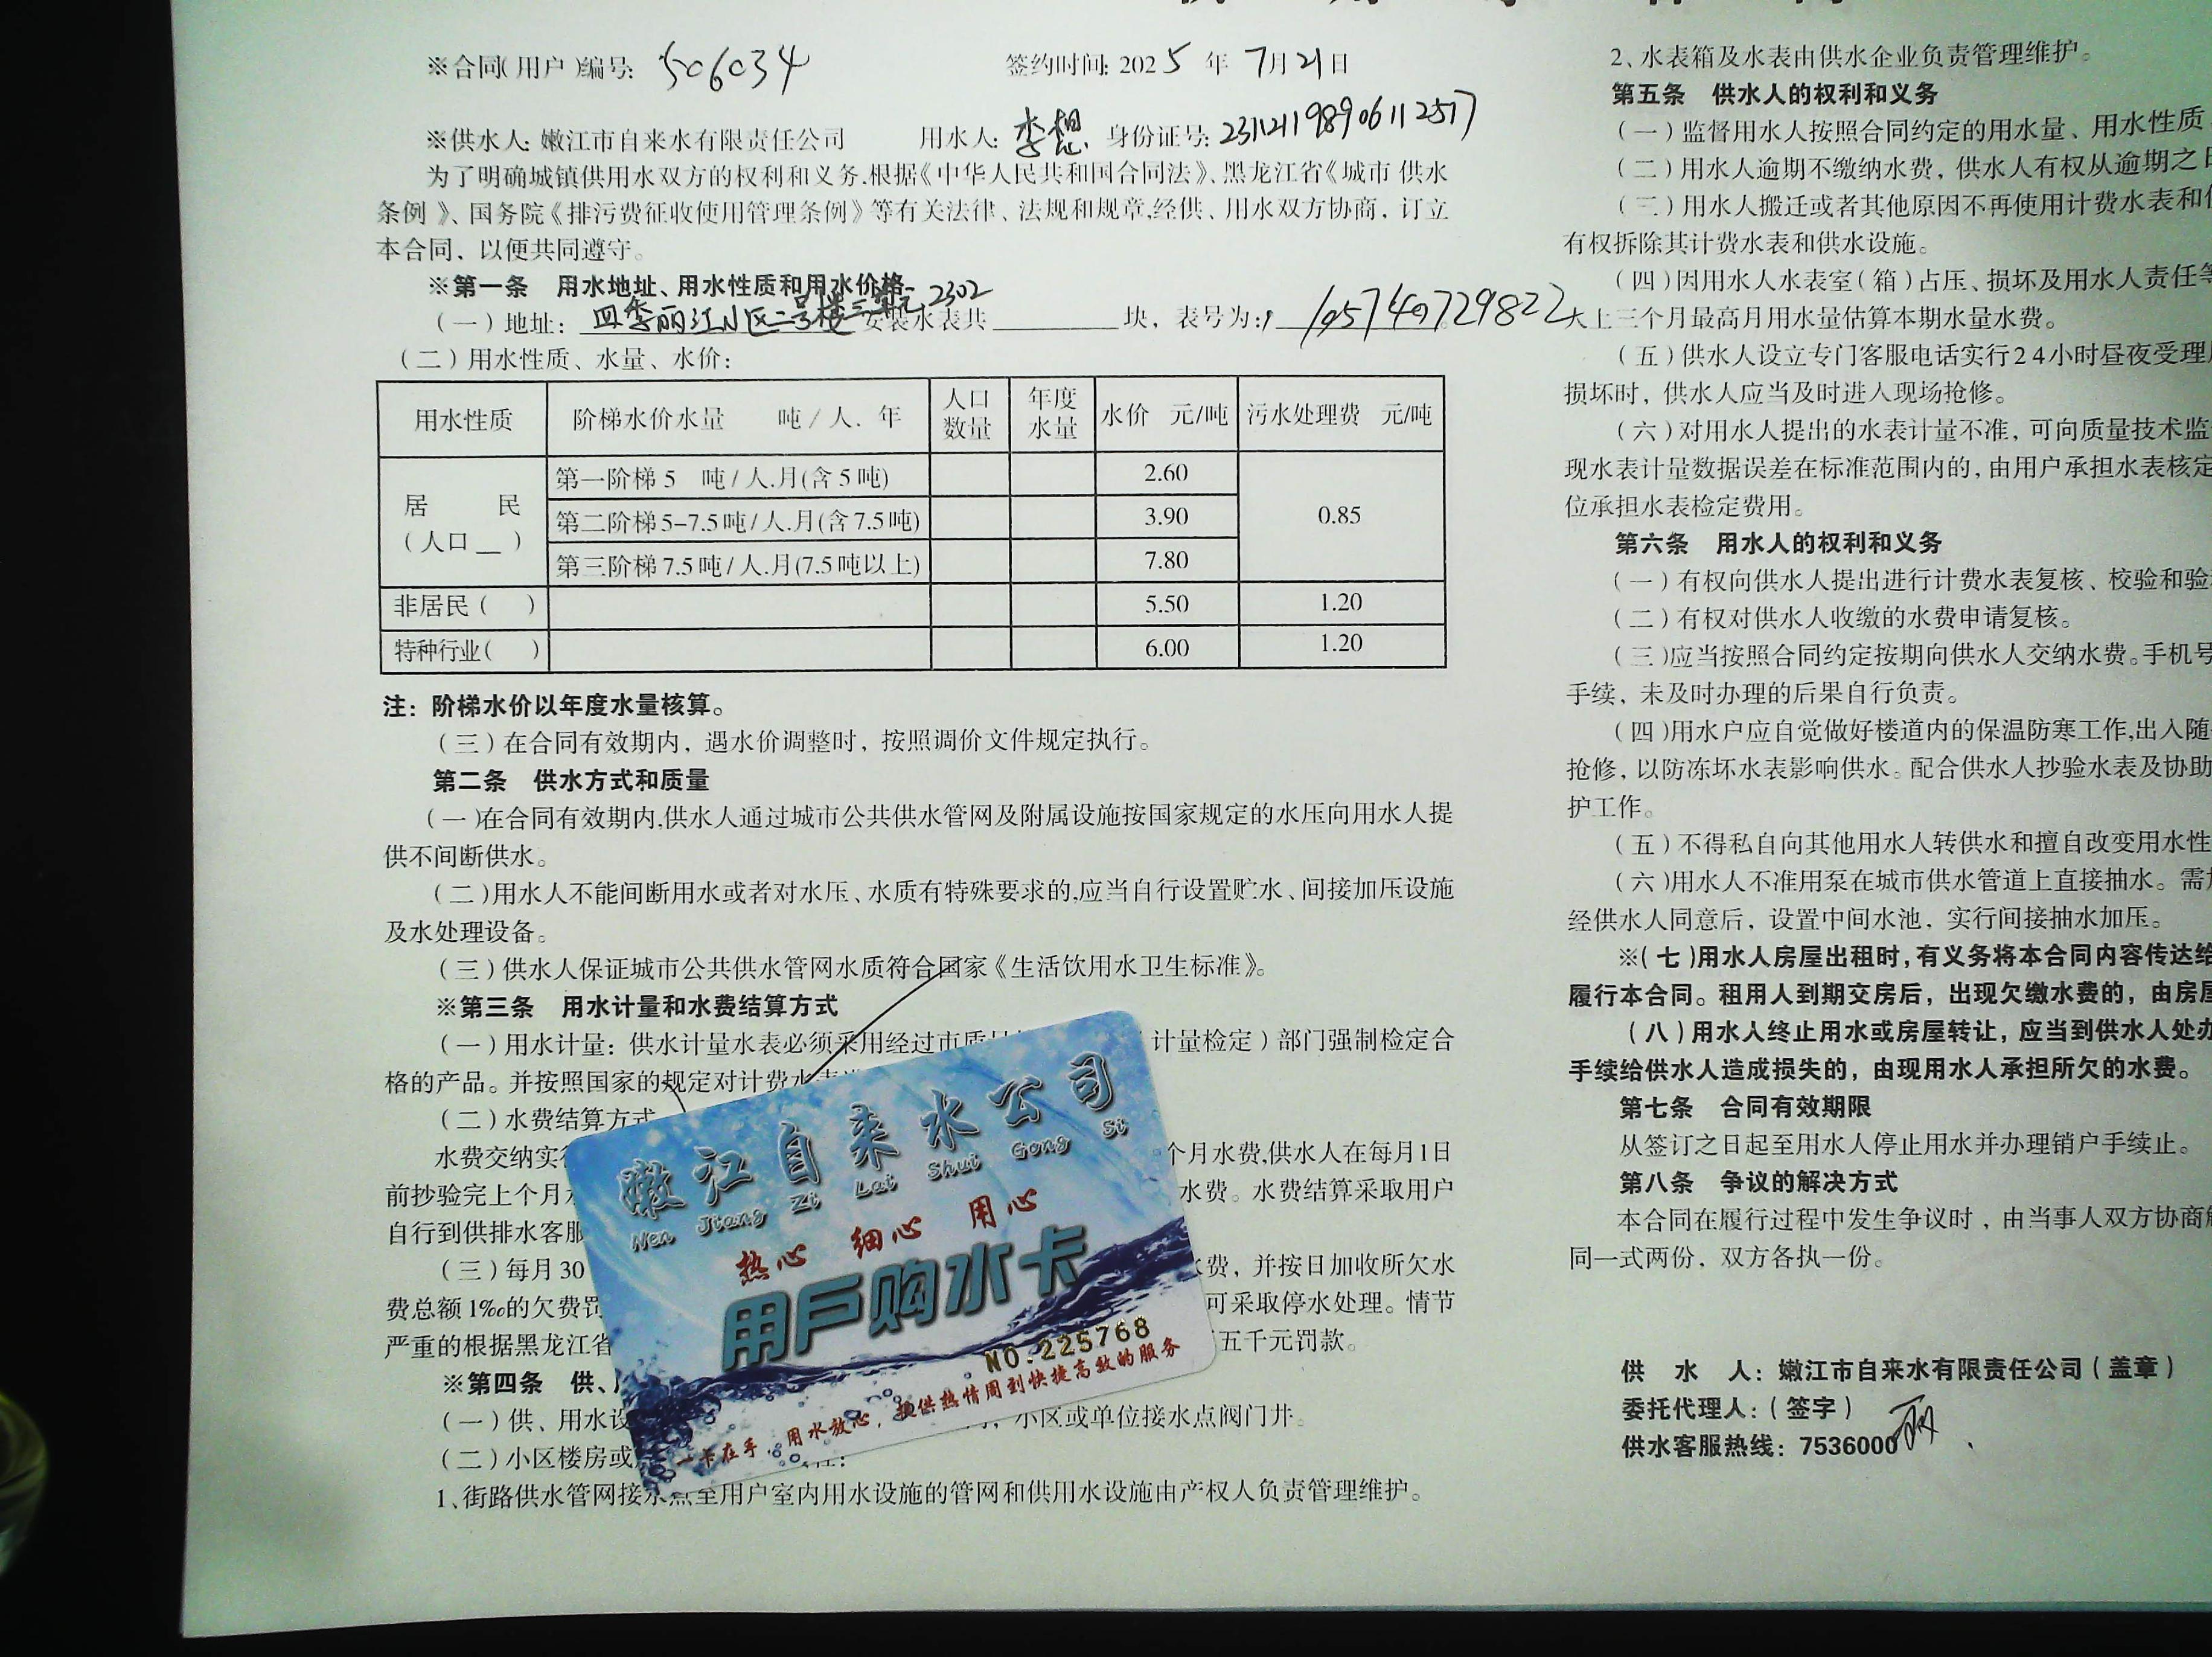 ※合同(用户)编号: 506034 签约时间: 2025年7月21日
※供水人: 嫩江市自来水有限责任公司 用水人: 李想 身份证号: 231121198906112517
为了明确城镇供用水双方的权利和义务.根据《中华人民共和国合同法》、黑龙江省《城市供水
条例》、国务院《排污费征收使用管理条例》等有关法律、法规和规章,经供、用水双方协商，订立
本合同，以便共同遵守。
※第一条 用水地址、用水性质和用水价格
(一)地址: 四季丽江小区二号楼三单元2302 安装水表共 块，表号为: 105740729822
(二)用水性质、水量、水价:
用水性质 阶梯水价水量 吨/人.年 人口数量 年度水量 水价 元/吨 污水处理费 元/吨
居民(人口 ) 第一阶梯5 吨/人.月(含5吨) 2.60 0.85
第二阶梯5-7.5吨/人.月(含7.5吨) 3.90
第三阶梯7.5吨/人.月(7.5吨以上) 7.80
非居民( ) 5.50 1.20
特种行业( ) 6.00 1.20
注: 阶梯水价以年度水量核算。
(三)在合同有效期内，遇水价调整时，按照调价文件规定执行。
第二条 供水方式和质量
(一)在合同有效期内,供水人通过城市公共供水管网及附属设施按国家规定的水压向用水人提
供不间断供水。
(二)用水人不能间断用水或者对水压、水质有特殊要求的,应当自行设置贮水、间接加压设施
及水处理设备。
(三)供水人保证城市公共供水管网水质符合国家《生活饮用水卫生标准》。
※第三条 用水计量和水费结算方式
(一)用水计量: 供水计量水表必须采用经过市质 计量检定)部门强制检定合
格的产品。并按照国家的规定对计费水表
(二)水费结算方式
水费交纳实 个月水费,供水人在每月1日
前抄验完上个月 水费。水费结算采取用户
自行到供排水客服
(三)每月30 费，并按日加收所欠水
费总额1‰的欠费罚 可采取停水处理。情节
严重的根据黑龙江省 五千元罚款。
※第四条 供、
(一)供、用水设 小区或单位接水点阀门井。
(二)小区楼房或
1、街路供水管网接水点至用户室内用水设施的管网和供用水设施由产权人负责管理维护。
嫩江自来水公司
Nen Jiang Zi Lai Shui Gong Si
热心 细心 用心
用户购水卡
NO.225768
一卡在手，用水放心，提供热情周到快捷高效的服务
2、水表箱及水表由供水企业负责管理维护。
第五条 供水人的权利和义务
(一)监督用水人按照合同约定的用水量、用水性质
(二)用水人逾期不缴纳水费，供水人有权从逾期之日
(三)用水人搬迁或者其他原因不再使用计费水表和
有权拆除其计费水表和供水设施。
(四)因用水人水表室(箱)占压、损坏及用水人责任等
上三个月最高月用水量估算本期水量水费。
(五)供水人设立专门客服电话实行24小时昼夜受理
损坏时，供水人应当及时进入现场抢修。
(六)对用水人提出的水表计量不准，可向质量技术监
现水表计量数据误差在标准范围内的，由用户承担水表核定
位承担水表检定费用。
第六条 用水人的权利和义务
(一)有权向供水人提出进行计费水表复核、校验和验
(二)有权对供水人收缴的水费申请复核。
(三)应当按照合同约定按期向供水人交纳水费。手机号
手续，未及时办理的后果自行负责。
(四)用水户应自觉做好楼道内的保温防寒工作,出入随
抢修，以防冻坏水表影响供水。配合供水人抄验水表及协助
护工作。
(五)不得私自向其他用水人转供水和擅自改变用水性
(六)用水人不准用泵在城市供水管道上直接抽水。需
经供水人同意后，设置中间水池，实行间接抽水加压。
※(七)用水人房屋出租时,有义务将本合同内容传达给
履行本合同。租用人到期交房后，出现欠缴水费的，由房屋
(八)用水人终止用水或房屋转让，应当到供水人处办
手续给供水人造成损失的，由现用水人承担所欠的水费。
第七条 合同有效期限
从签订之日起至用水人停止用水并办理销户手续止。
第八条 争议的解决方式
本合同在履行过程中发生争议时，由当事人双方协商
同一式两份，双方各执一份。
供水人: 嫩江市自来水有限责任公司(盖章)
委托代理人:(签字)
供水客服热线: 7536000